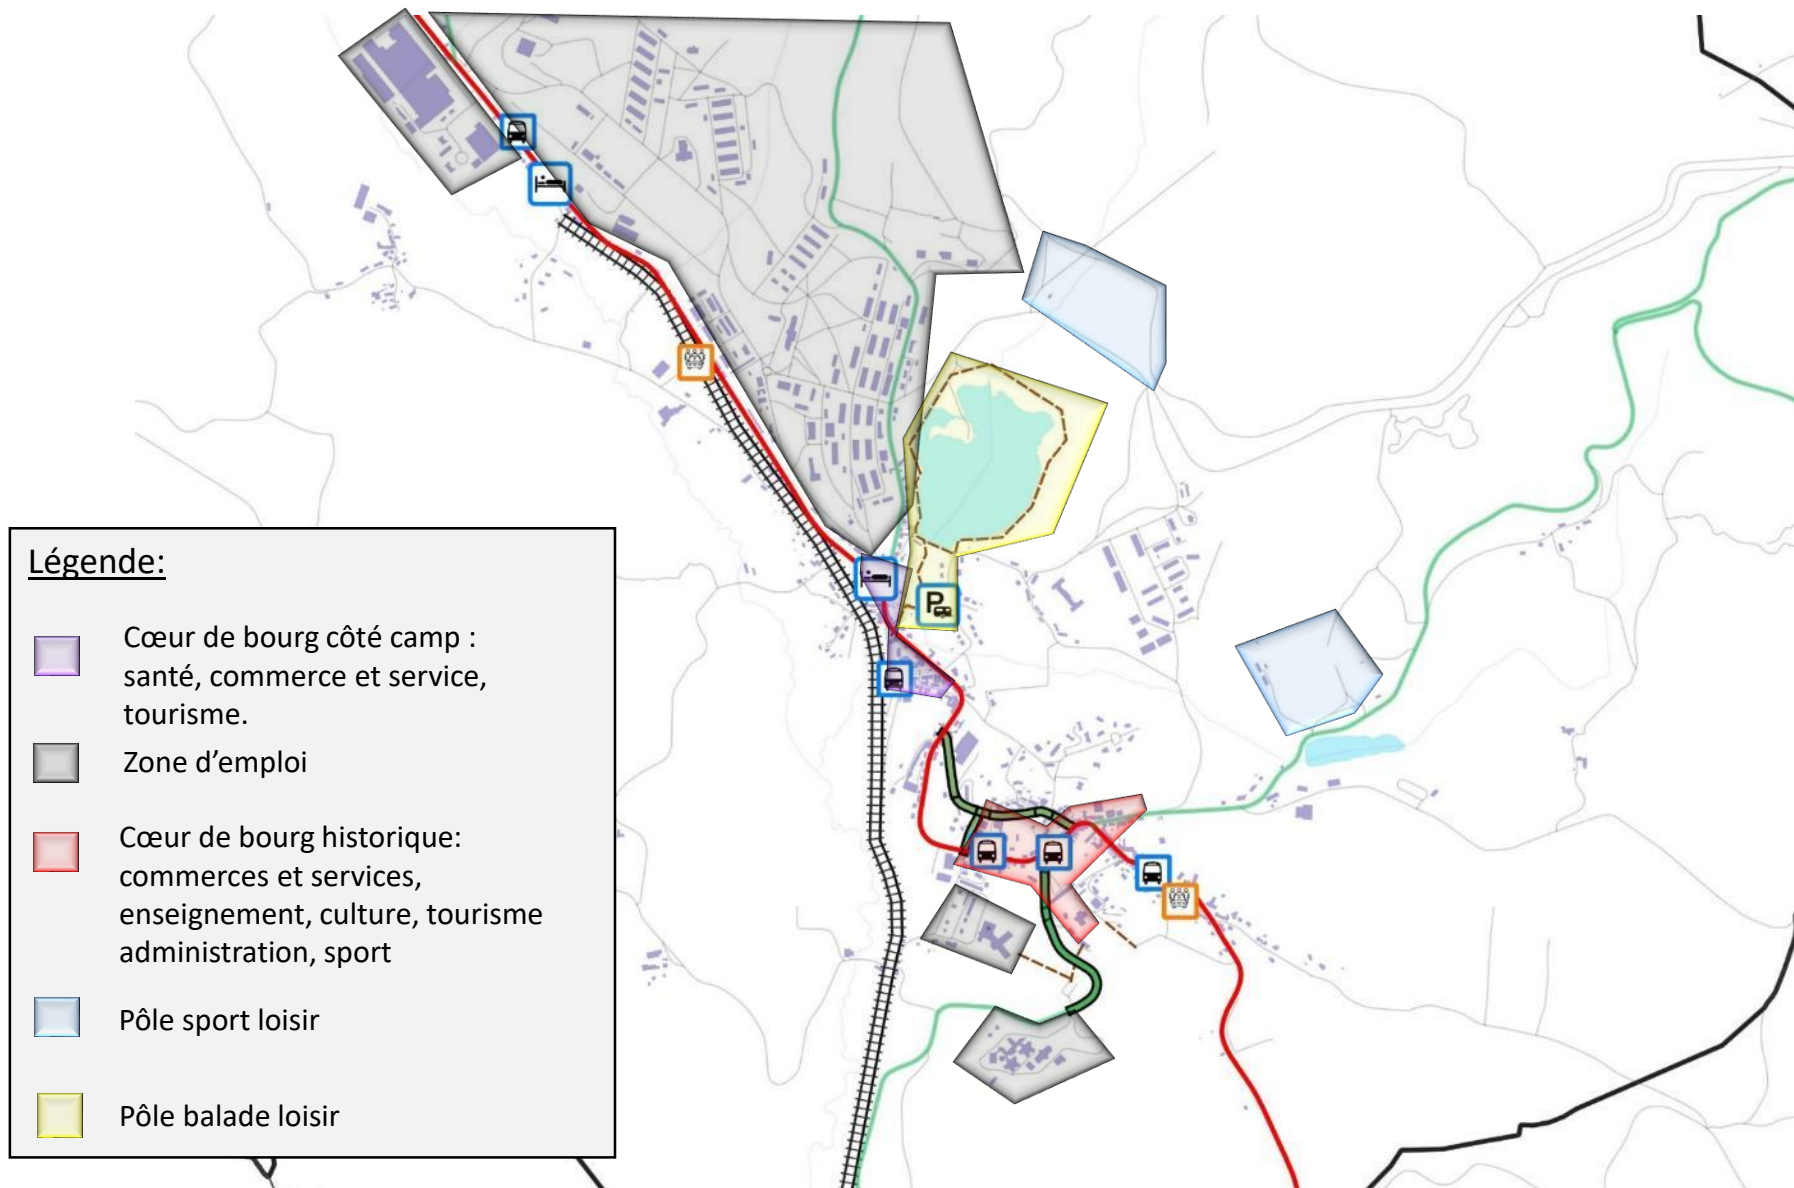 Légende:
Cœur de bourg côté camp :
santé, commerce et service,
tourisme.
Zone d’emploi
Cœur de bourg historique:
commerces et services,
enseignement, culture, tourisme
administration, sport
Pôle sport loisir
Pôle balade loisir
P